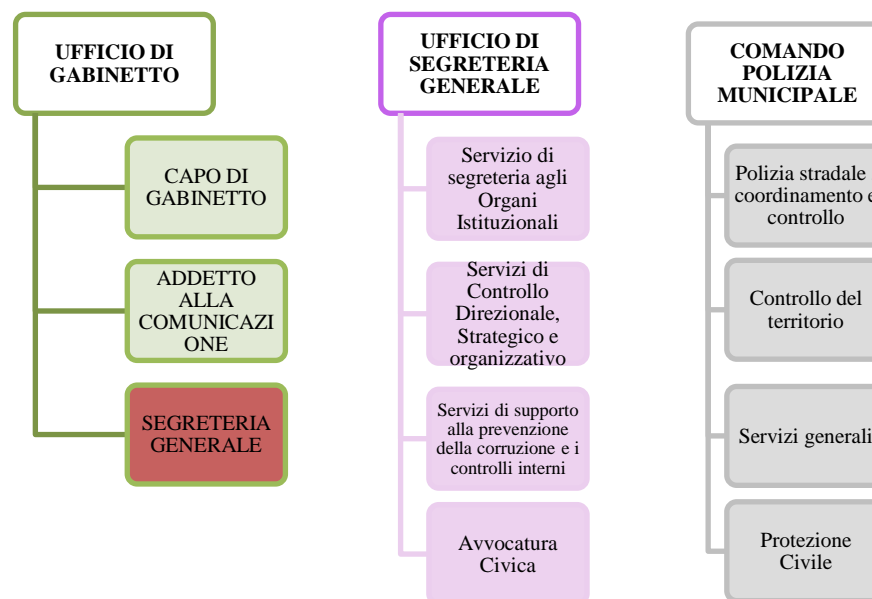 UFFICIO DI
GABINETTO
CAPO DI
GABINETTO
ADDETTO
ALLA
COMUNICAZI
ONE
SEGRETERIA
GENERALE
UFFICIO DI
SEGRETERIA
GENERALE
Servizio di
segreteria agli
Organi
Istituzionali
Servizi di
Controllo
Direzionale,
Strategico e
organizzativo
Servizi di supporto
alla prevenzione
della corruzione e i
controlli interni
Avvocatura
Civica
COMANDO
POLIZIA
MUNICIPALE
Polizia stradale
coordinamento e
controllo
Controllo del
territorio
Servizi generali
Protezione
Civile